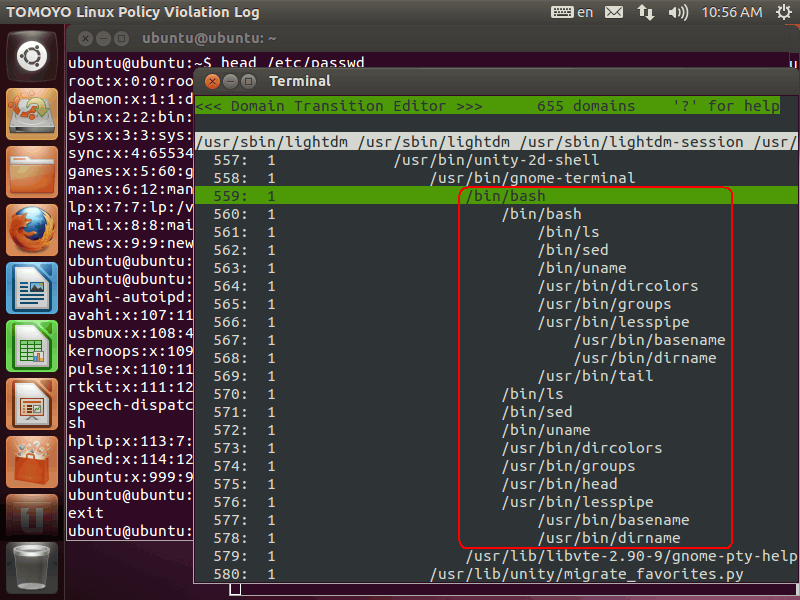 TOMOYO Linux Policy Violation Log
en
10:56 AM
ubuntu@ubuntu: ~
ubuntu@ubuntu:~$ head /etc/passwd
root:x:0:0:roo
daemon:x:1:1:d
bin:x:2:2:bin:
sys:x:3:3:sys:
sync:x:4:65534
games:x:5:60:g
man:x:6:12:man
lp:x:7:7:lp:/v
mail:x:8:8:mai
news:x:9:9:new
ubuntu@ubuntu:
ubuntu@ubuntu:
avahi-autoipd:
avahi:x:107:11
usbmux:x:108:4
kernoops:x:109
pulse:x:110:11
rtkit:x:111:12
speech-dispatc
sh
hplip:x:113:7:
saned:x:114:12
ubuntu:x:999:9
ubuntu@ubuntu:
exit
ubuntu@ubuntu:
Terminal
<<< Domain Transition Editor >>> 655 domains '?' for help
/usr/sbin/lightdm /usr/sbin/lightdm /usr/sbin/lightdm-session /usr/
557: 1 /usr/bin/unity-2d-shell
558: 1 /usr/bin/gnome-terminal
559: 1 /bin/bash
560: 1 /bin/bash
561: 1 /bin/ls
562: 1 /bin/sed
563: 1 /bin/uname
564: 1 /usr/bin/dircolors
565: 1 /usr/bin/groups
566: 1 /usr/bin/lesspipe
567: 1 /usr/bin/basename
568: 1 /usr/bin/dirname
569: 1 /usr/bin/tail
570: 1 /bin/ls
571: 1 /bin/sed
572: 1 /bin/uname
573: 1 /usr/bin/dircolors
574: 1 /usr/bin/groups
575: 1 /usr/bin/head
576: 1 /usr/bin/lesspipe
577: 1 /usr/bin/basename
578: 1 /usr/bin/dirname
579: 1 /usr/lib/libvte-2.90-9/gnome-pty-help
580: 1 /usr/lib/unity/migrate_favorites.py